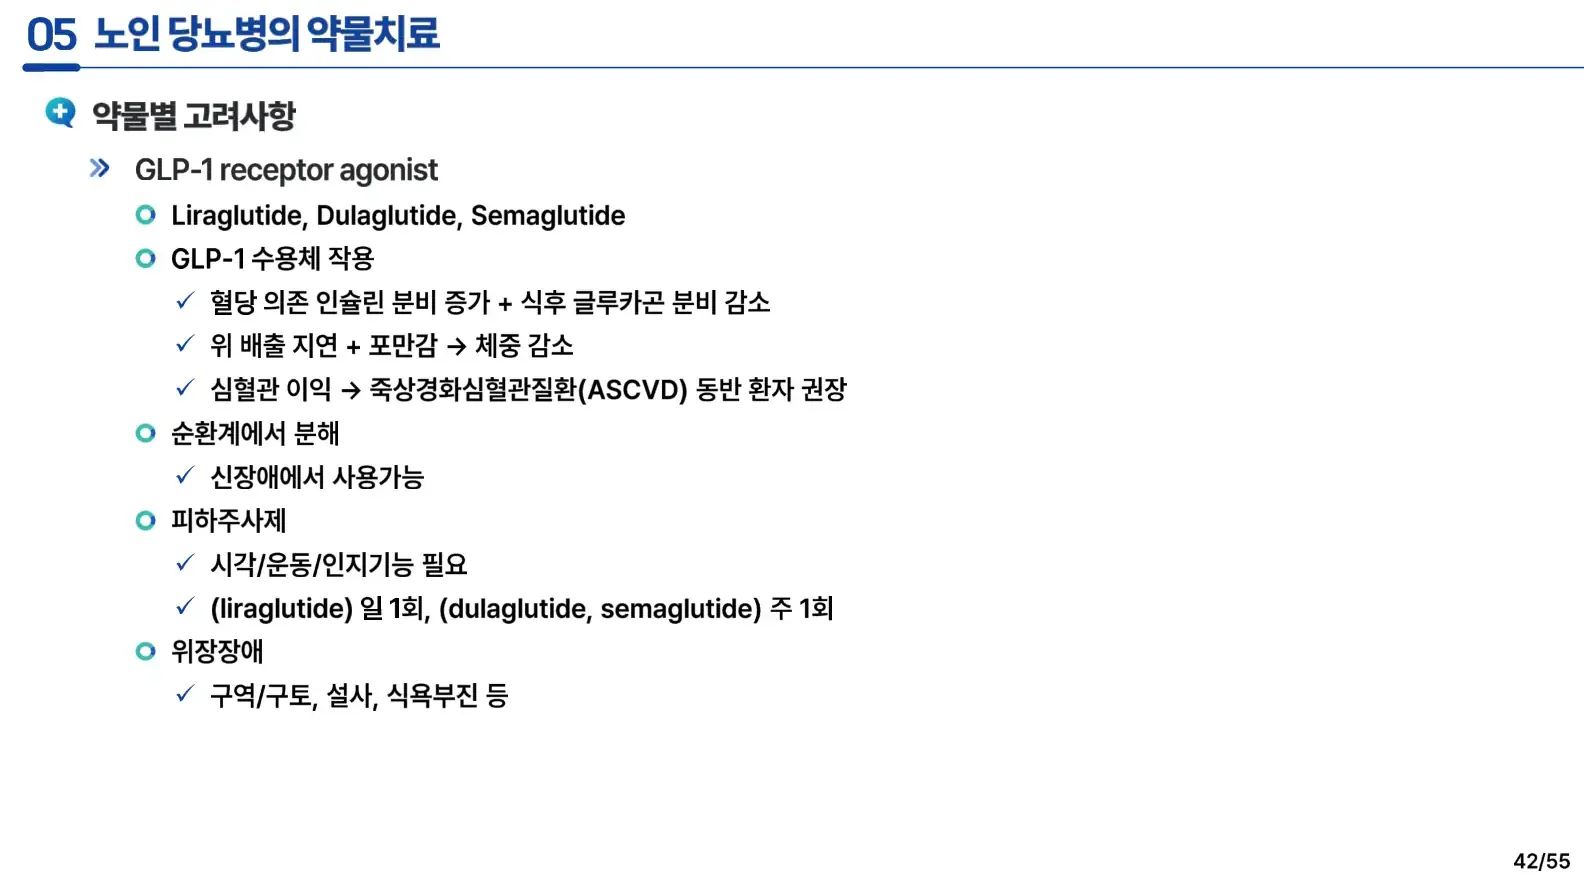 05 노인 당뇨병의 약물치료
약물별 고려사항
GLP-1 receptor agonist
Liraglutide, Dulaglutide, Semaglutide
GLP-1 수용체 작용
✓ 혈당 의존 인슐린 분비 증가 + 식후 글루카곤 분비 감소
✓ 위 배출 지연 + 포만감 → 체중 감소
✓ 심혈관 이익 → 죽상경화심혈관질환(ASCVD) 동반 환자 권장
순환계에서 분해
✓ 신장애에서 사용가능
피하주사제
✓ 시각/운동/인지기능 필요
✓ (liraglutide) 일 1회, (dulaglutide, semaglutide) 주 1회
위장장애
✓ 구역/구토, 설사, 식욕부진 등
42/55